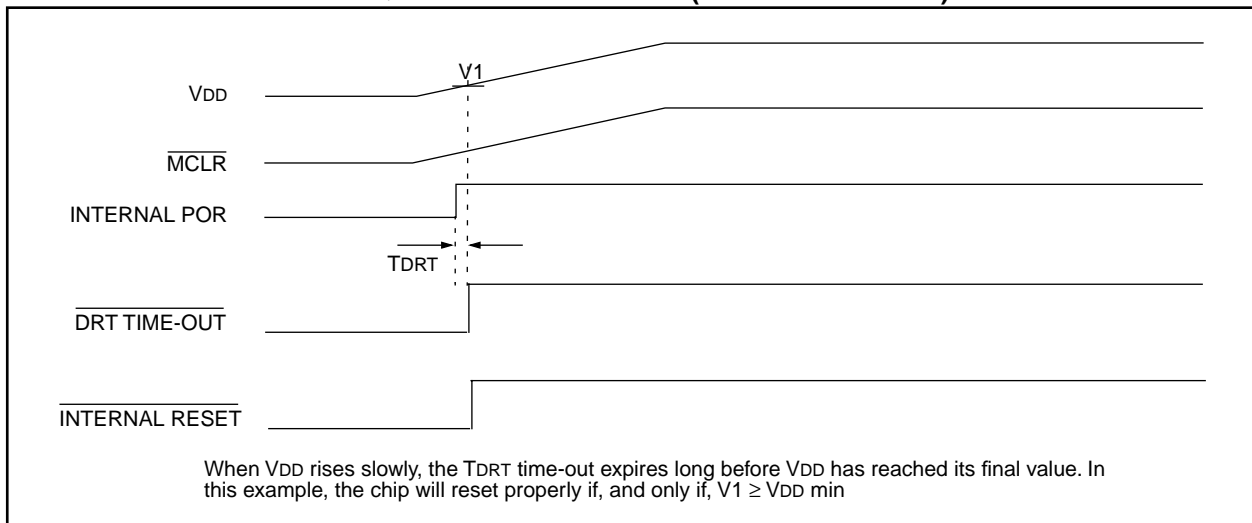 V1
VDD
MCLR
INTERNAL POR
TDRT
DRT TIME-OUT
INTERNAL RESET
When VDD rises slowly, the TDRT time-out expires long before VDD has reached its final value. In
this example, the chip will reset properly if, and only if, V1 ≥ VDD min